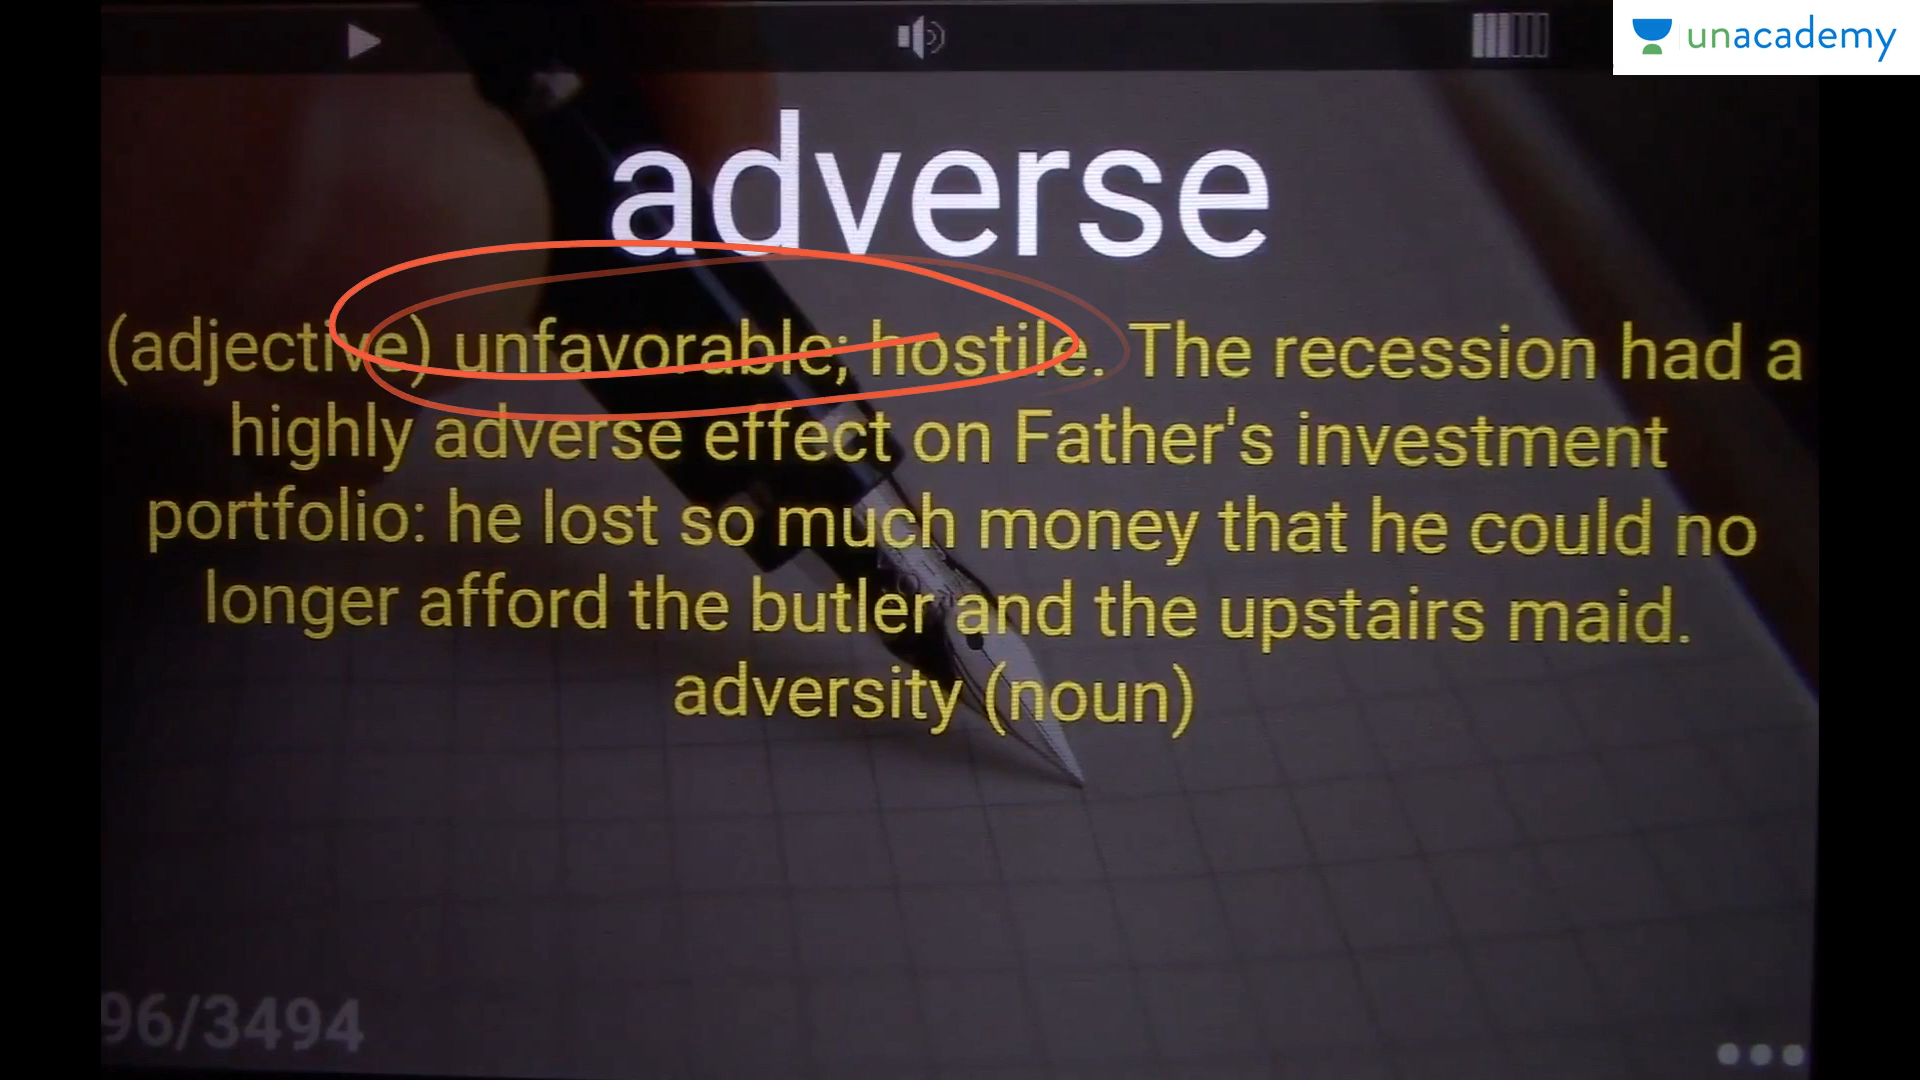 unacademy
adverse
(adjective) unfavorable; hostile. The recession had a
highly adverse effect on Father's investment
portfolio: he lost so much money that he could no
longer afford the butler and the upstairs maid.
adversity (noun)
96/3494